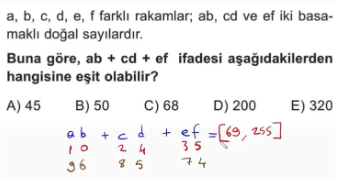 a, b, c, d, e, f farklı rakamlar; ab, cd ve ef iki basa-
maklı doğal sayılardır.
Buna göre, ab + cd + ef ifadesi aşağıdakilerden
hangisine eşit olabilir?
A) 45 B) 50 C) 68 D) 200 E) 320
ab + cd + ef = [69, 255]
10 24 35
96 85 74